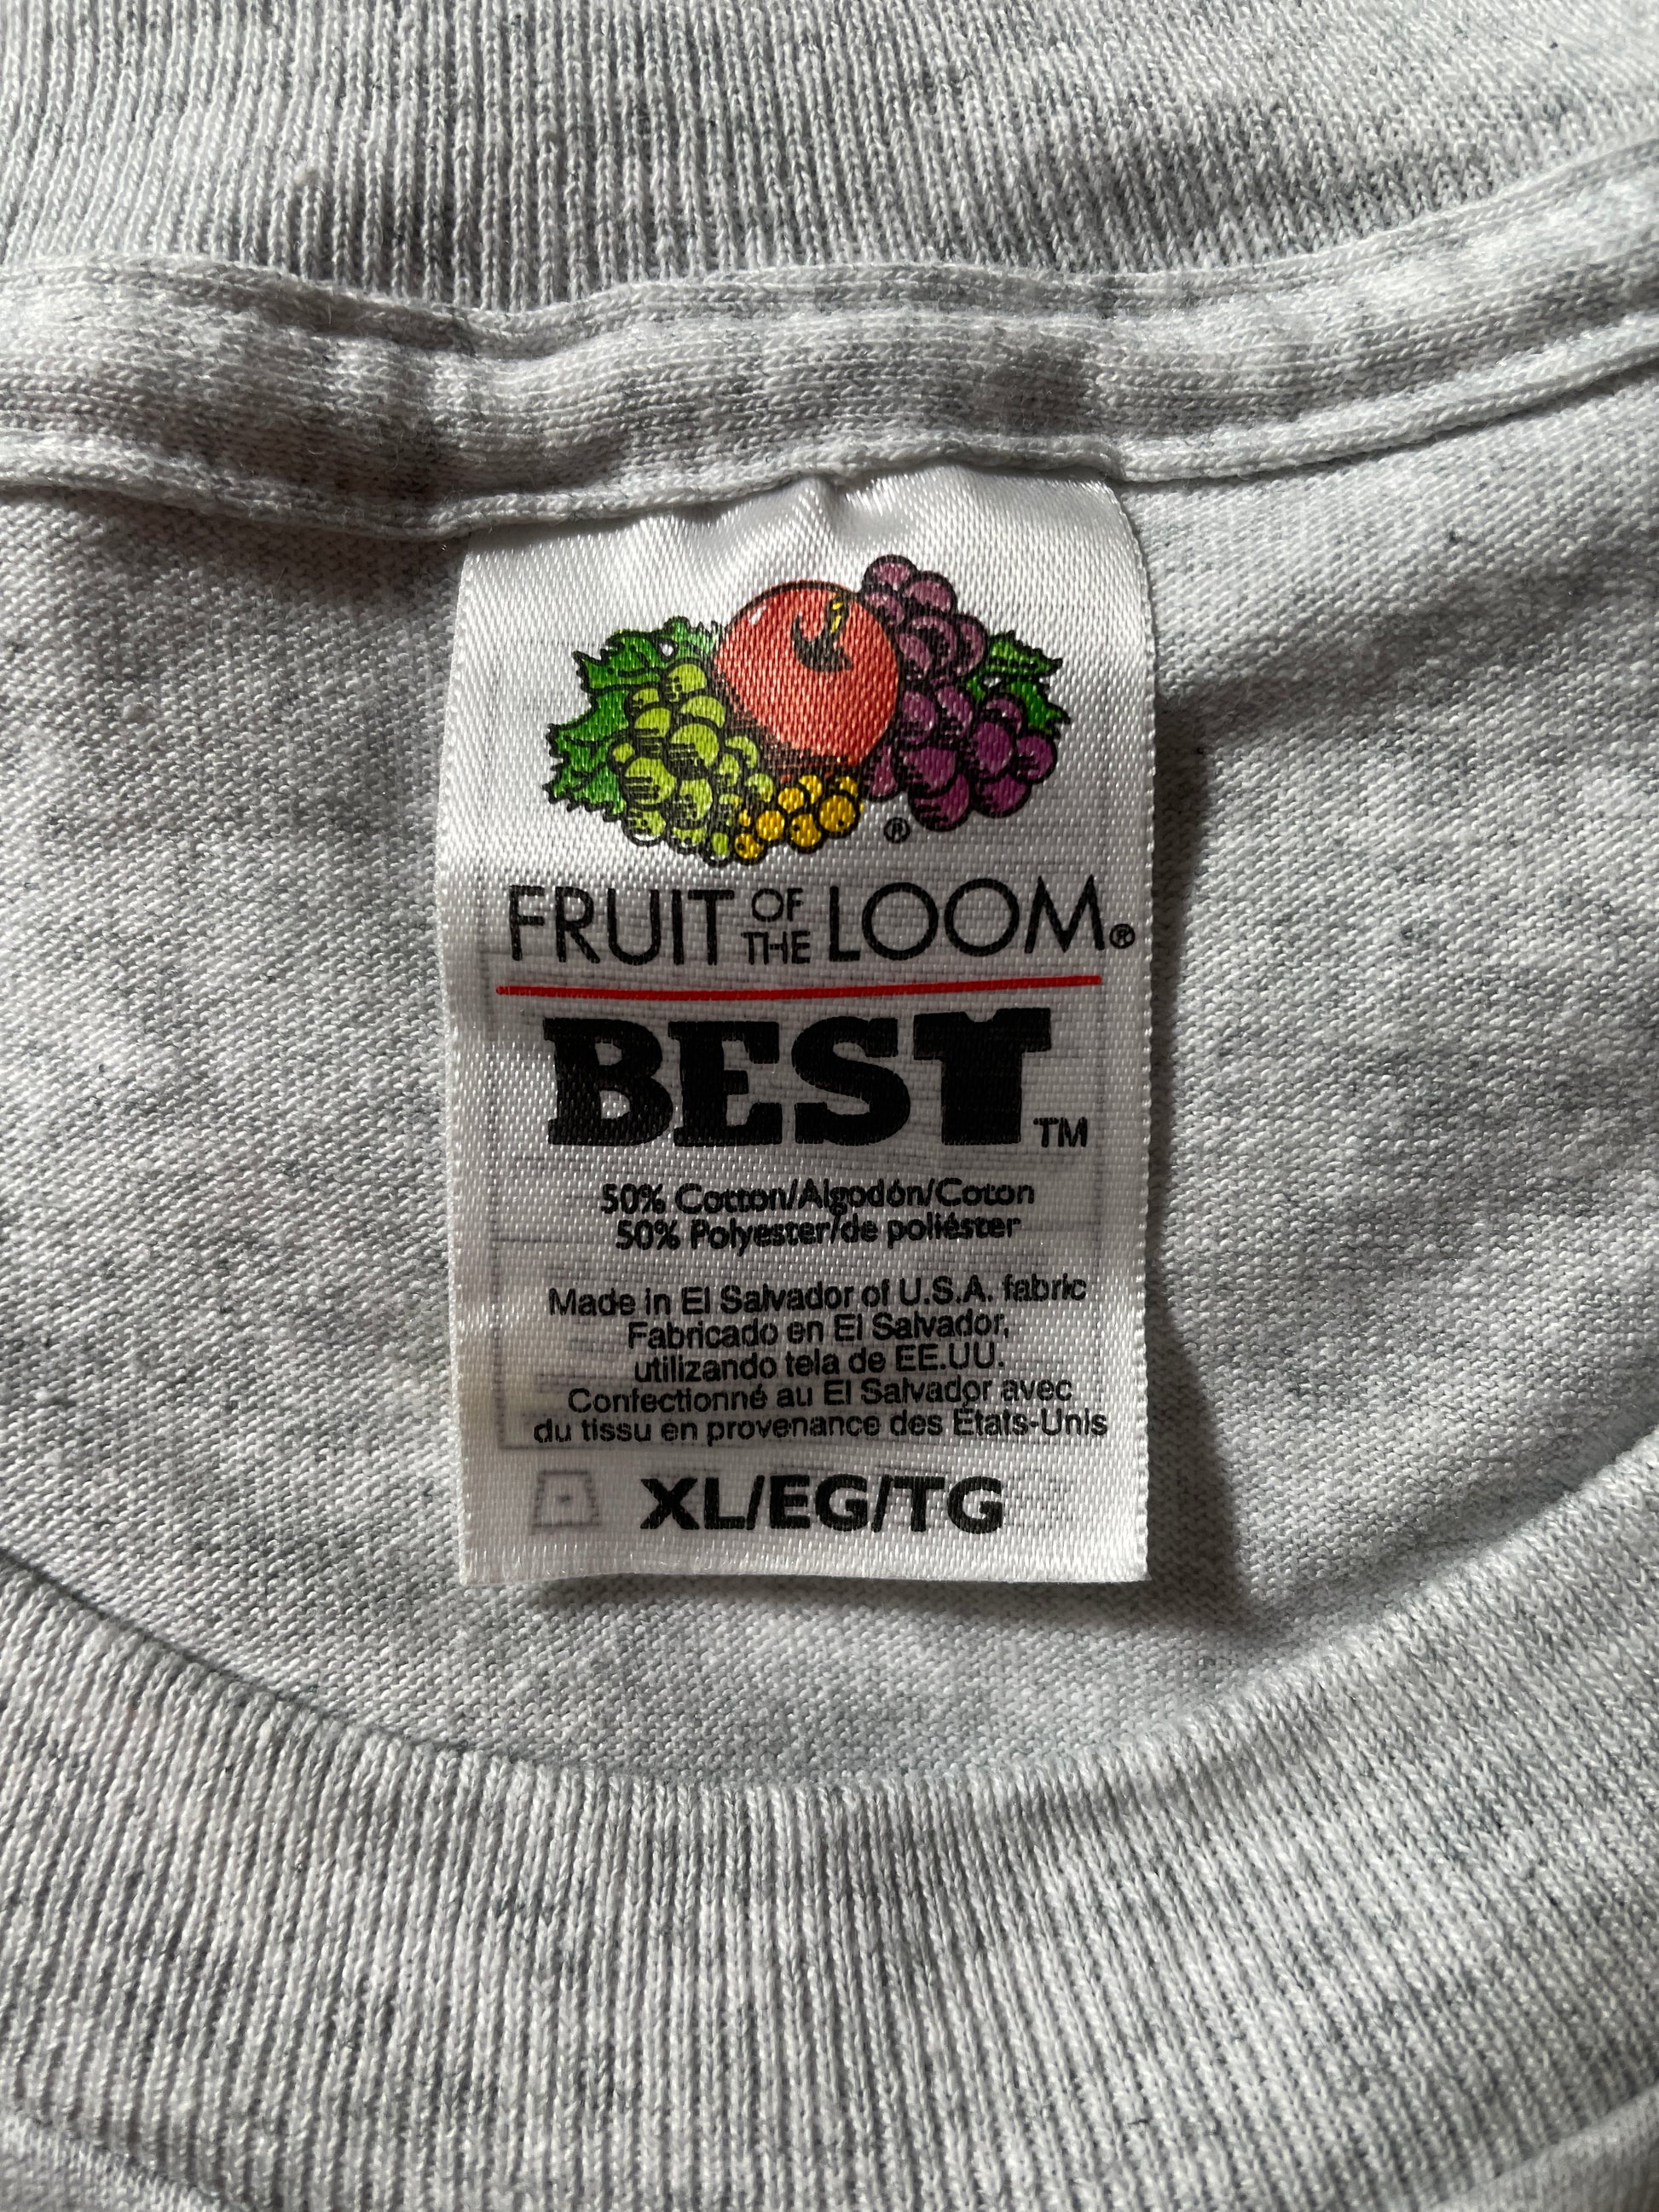 ®
FRUIT OF THE LOOM®
BEST™
50% Cotton/Algodón/Coton
50% Polyester/de poliéster
Made in El Salvador of U.S.A. fabric
Fabricado en El Salvador,
utilizando tela de EE.UU.
Confectionné au El Salvador avec
du tissu en provenance des États-Unis
XL/EG/TG